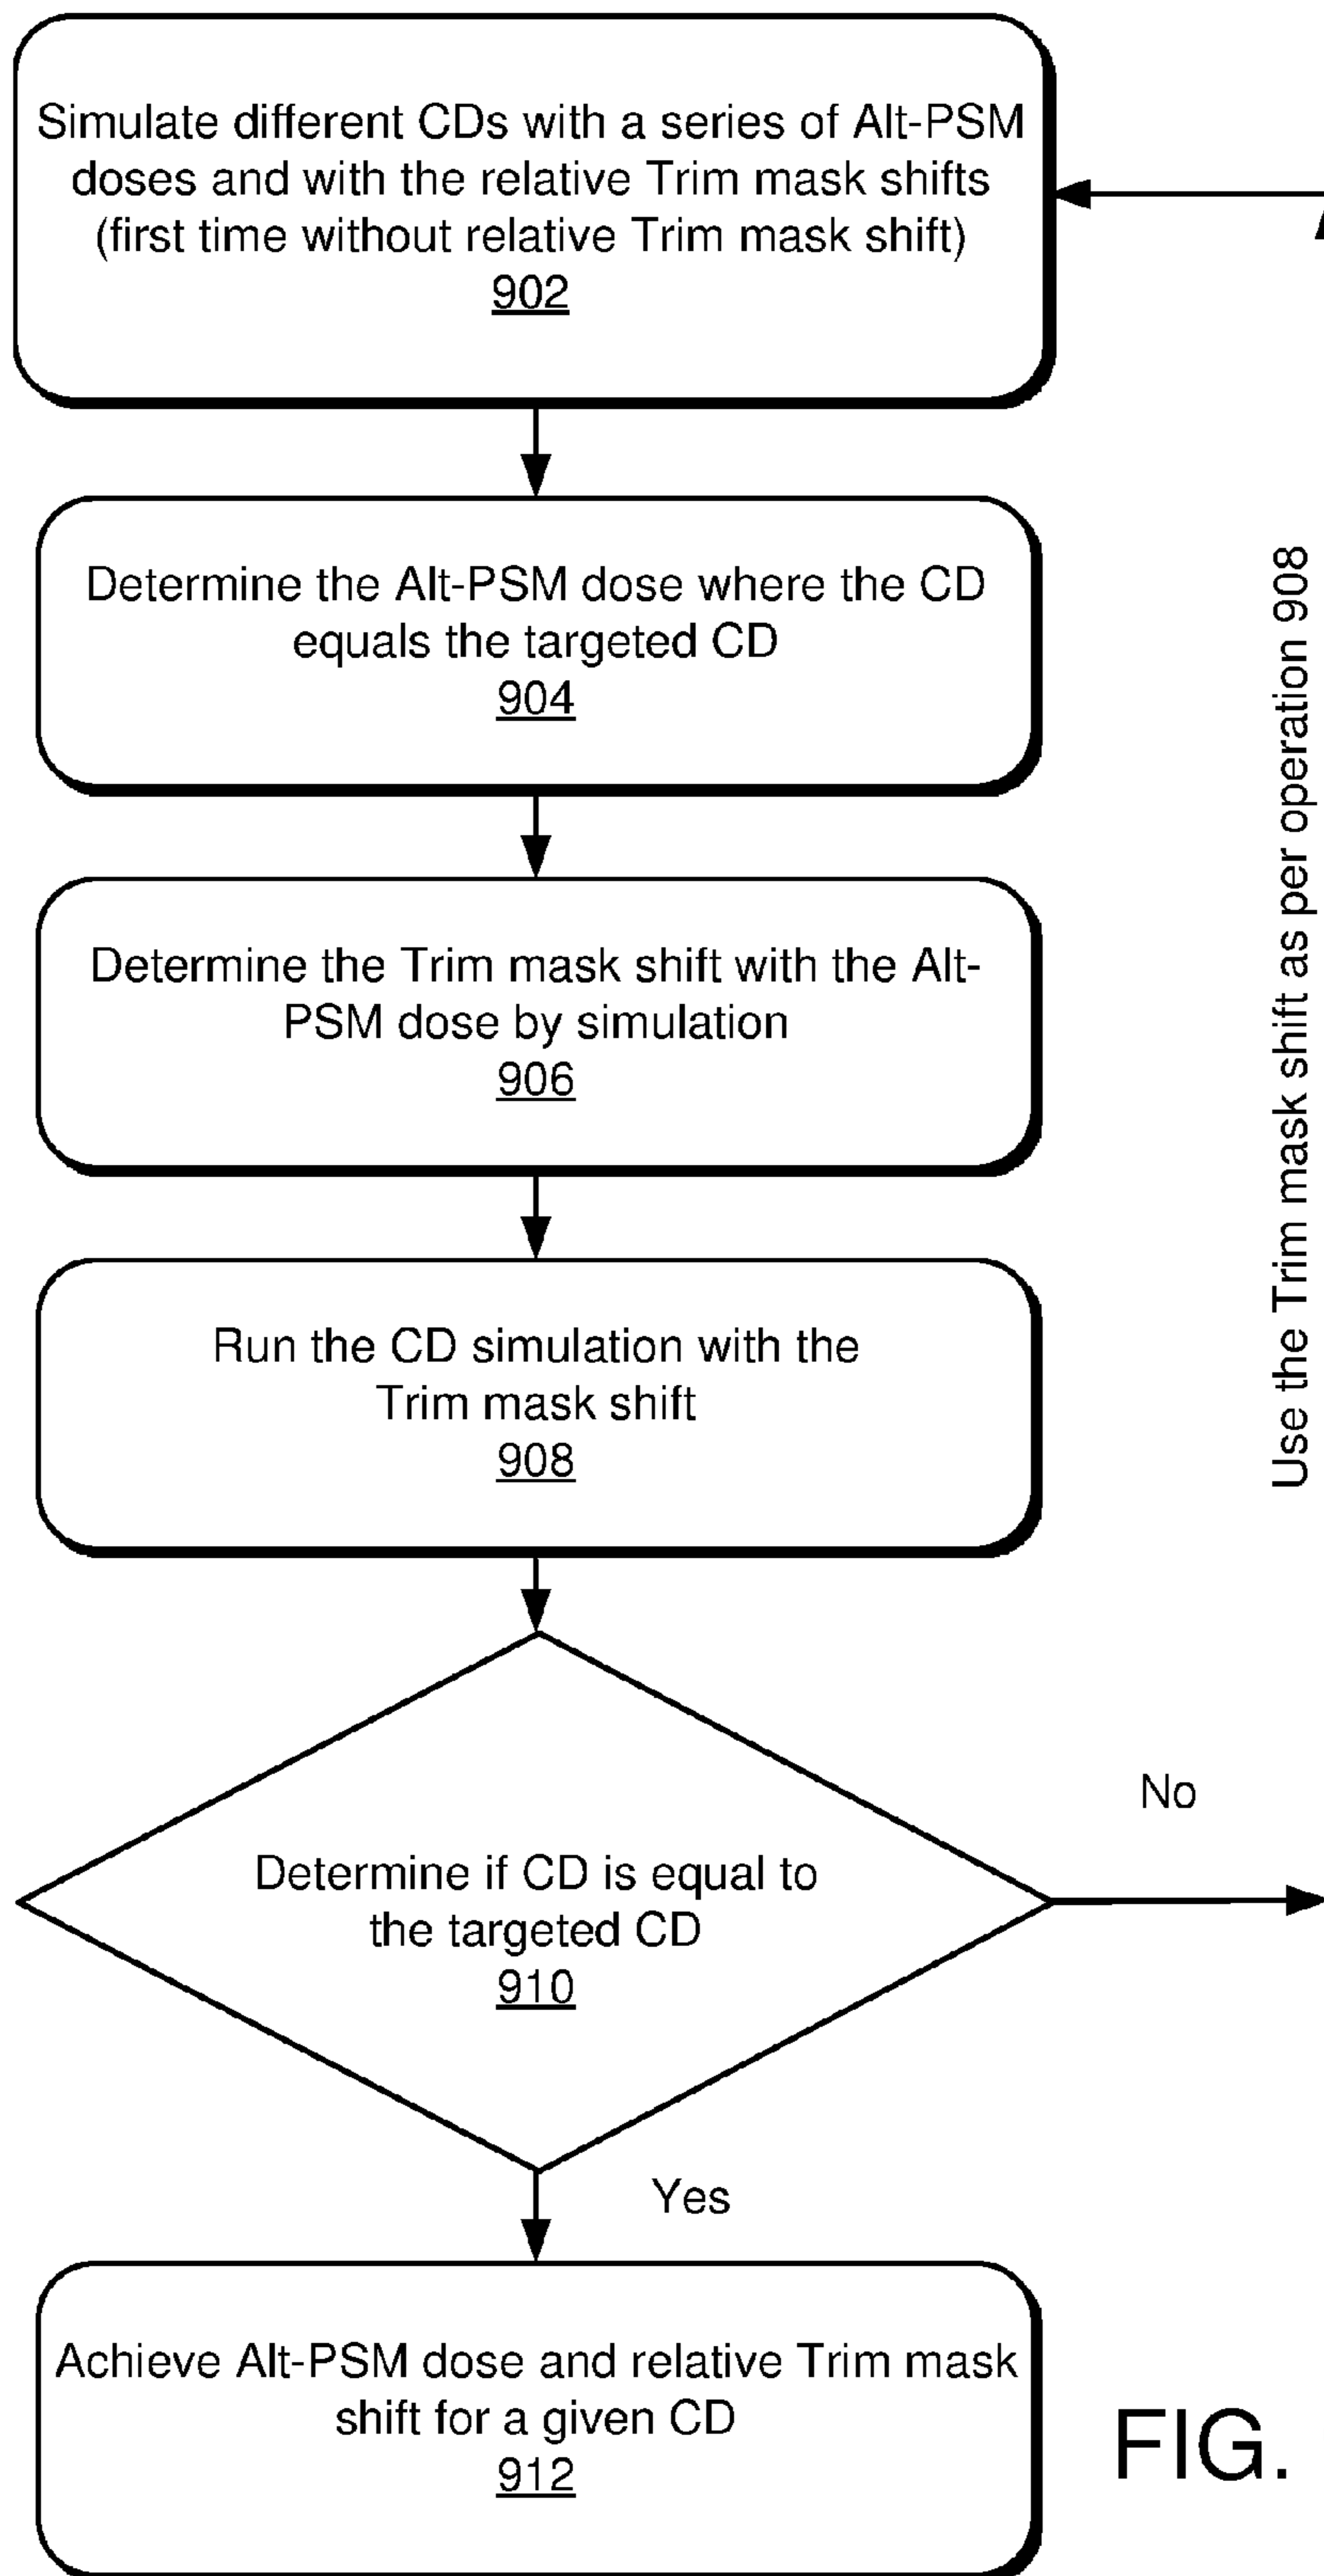 Simulate different CDs with a series of Alt-PSM
doses and with the relative Trim mask shifts
(first time without relative Trim mask shift)
902
Determine the Alt-PSM dose where the CD
equals the targeted CD
904
Determine the Trim mask shift with the Alt-
PSM dose by simulation
906
Run the CD simulation with the
Trim mask shift
908
Use the Trim mask shift as per operation 908
Determine if CD is equal to
the targeted CD
910
No
Yes
Achieve Alt-PSM dose and relative Trim mask
shift for a given CD
912
FIG.